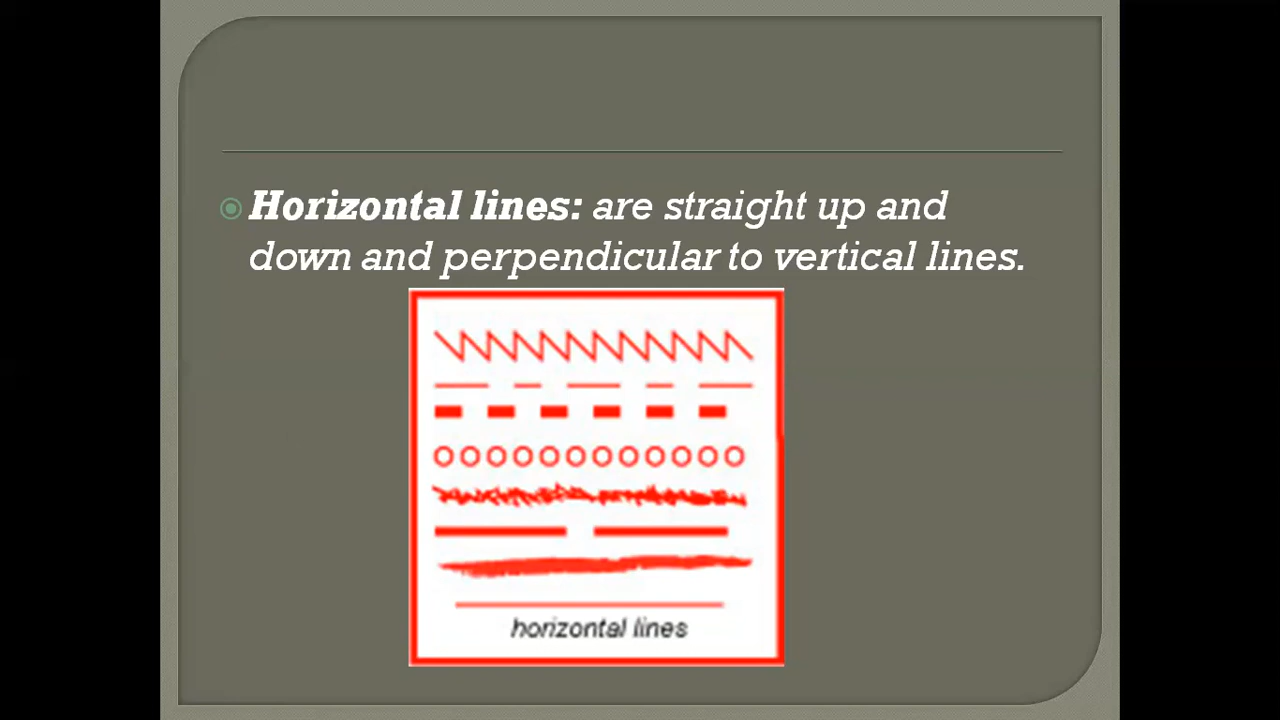 Horizontal lines: are straight up and
down and perpendicular to vertical lines.
horizontal lines